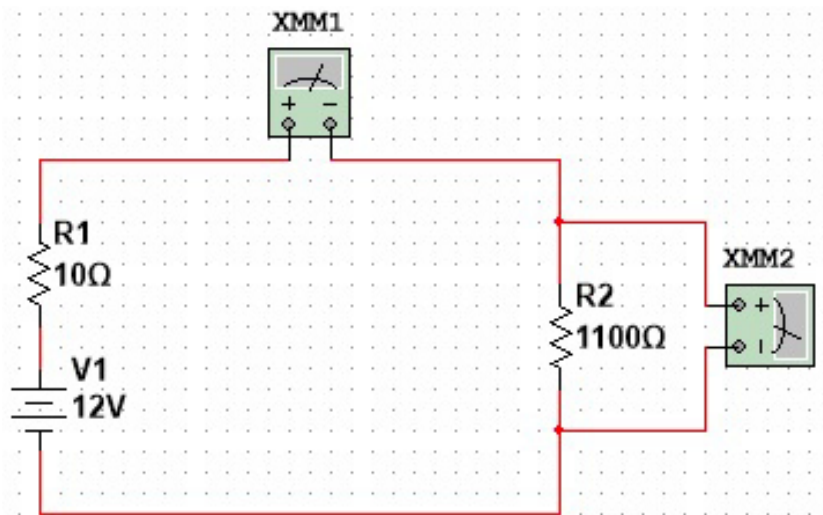 XMM1
+ −
R1
10Ω
V1
12V
R2
1100Ω
XMM2
+
−